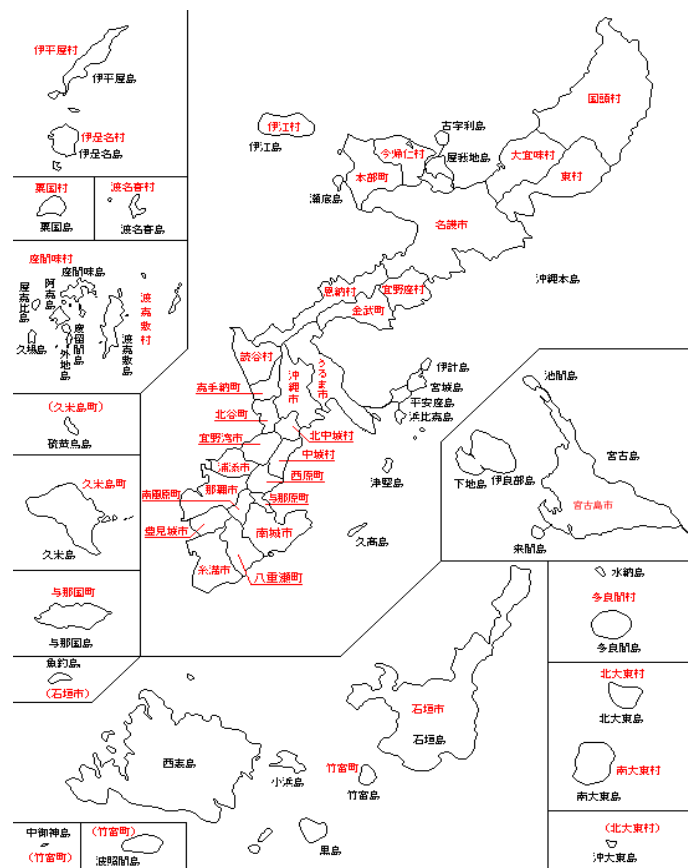 伊平屋村
伊平屋島
伊是名村
伊是名島
粟国村
粟国島
渡名喜村
渡名喜島
座間味村
座間味島
阿嘉島
屋嘉比島
久場島
慶留間島
外地島
渡嘉敷島
渡嘉敷村
(久米島町)
硫黄鳥島
久米島町
久米島
与那国町
与那国島
魚釣島
(石垣市)
国頭村
大宜味村
東村
古宇利島
屋我地島
今帰仁村
本部町
伊江村
伊江島
瀬底島
名護市
沖縄本島
恩納村
宜野座村
金武町
読谷村
沖縄市
うるま市
嘉手納町
北谷町
北中城村
宜野湾市
中城村
浦添市
西原町
那覇市
南風原町
与那原町
豊見城市
南城市
糸満市
八重瀬町
伊計島
宮城島
平安座島
浜比嘉島
津堅島
久高島
池間島
宮古島
伊良部島
下地島
宮古島市
来間島
水納島
多良間村
多良間島
北大東村
北大東島
南大東村
南大東島
(北大東村)
沖大東島
石垣市
石垣島
西表島
小浜島
竹富町
竹富島
黒島
中御神島
(竹富町)
(竹富町)
波照間島